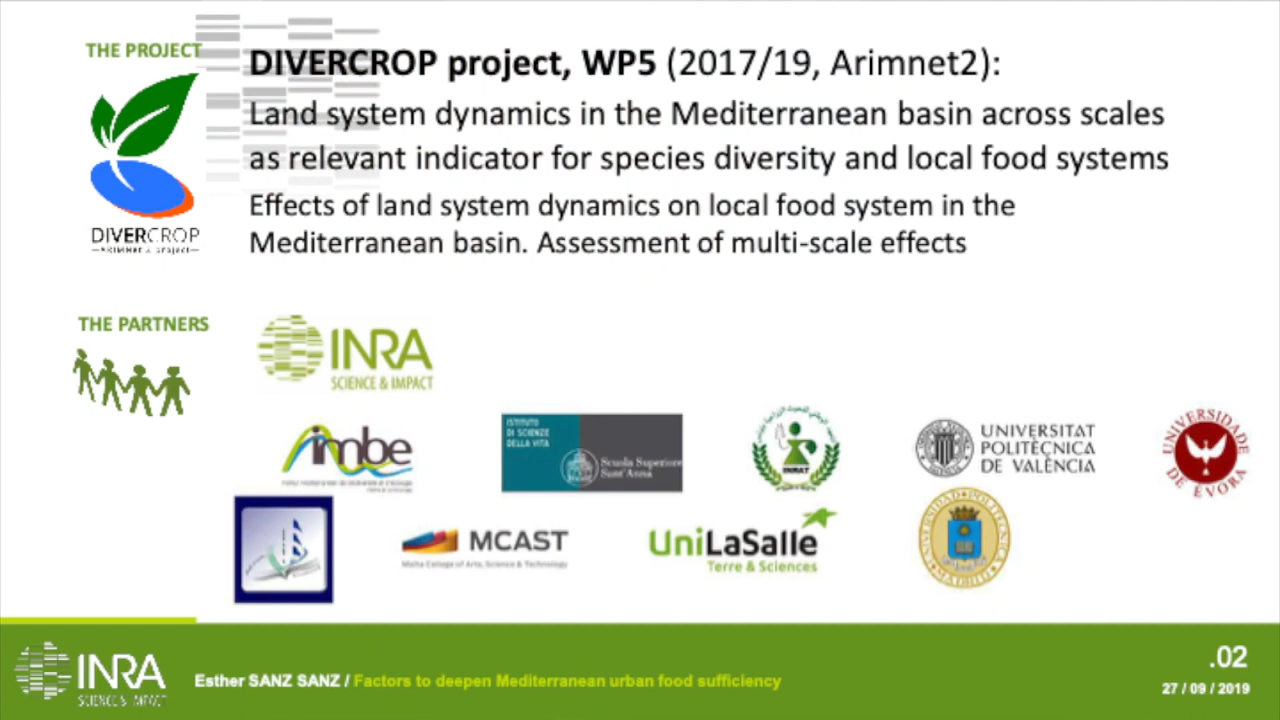 THE PROJECT
DIVERCROP project, WP5 (2017/19, Arimnet2):
Land system dynamics in the Mediterranean basin across scales
as relevant indicator for species diversity and local food systems
Effects of land system dynamics on local food system in the
Mediterranean basin. Assessment of multi-scale effects
DIVERCROP
THE PARTNERS
INRA
SCIENCE & IMPACT
imbe
ISTITUTO
DI SCIENZE
DELLA VITA
Scuola Superiore
Sant'Anna
INRAT
UNIVERSITAT
POLITÈCNICA
DE VALÈNCIA
UNIVERSIDADE
DE ÉVORA
MCAST
Malta College of Arts, Science & Technology
UniLaSalle
Terre & Sciences
UNIVERSIDAD POLITÉCNICA
MADRID
INRA
SCIENCE & IMPACT
Esther SANZ SANZ / Factors to deepen Mediterranean urban food sufficiency
.02
27 / 09 / 2019